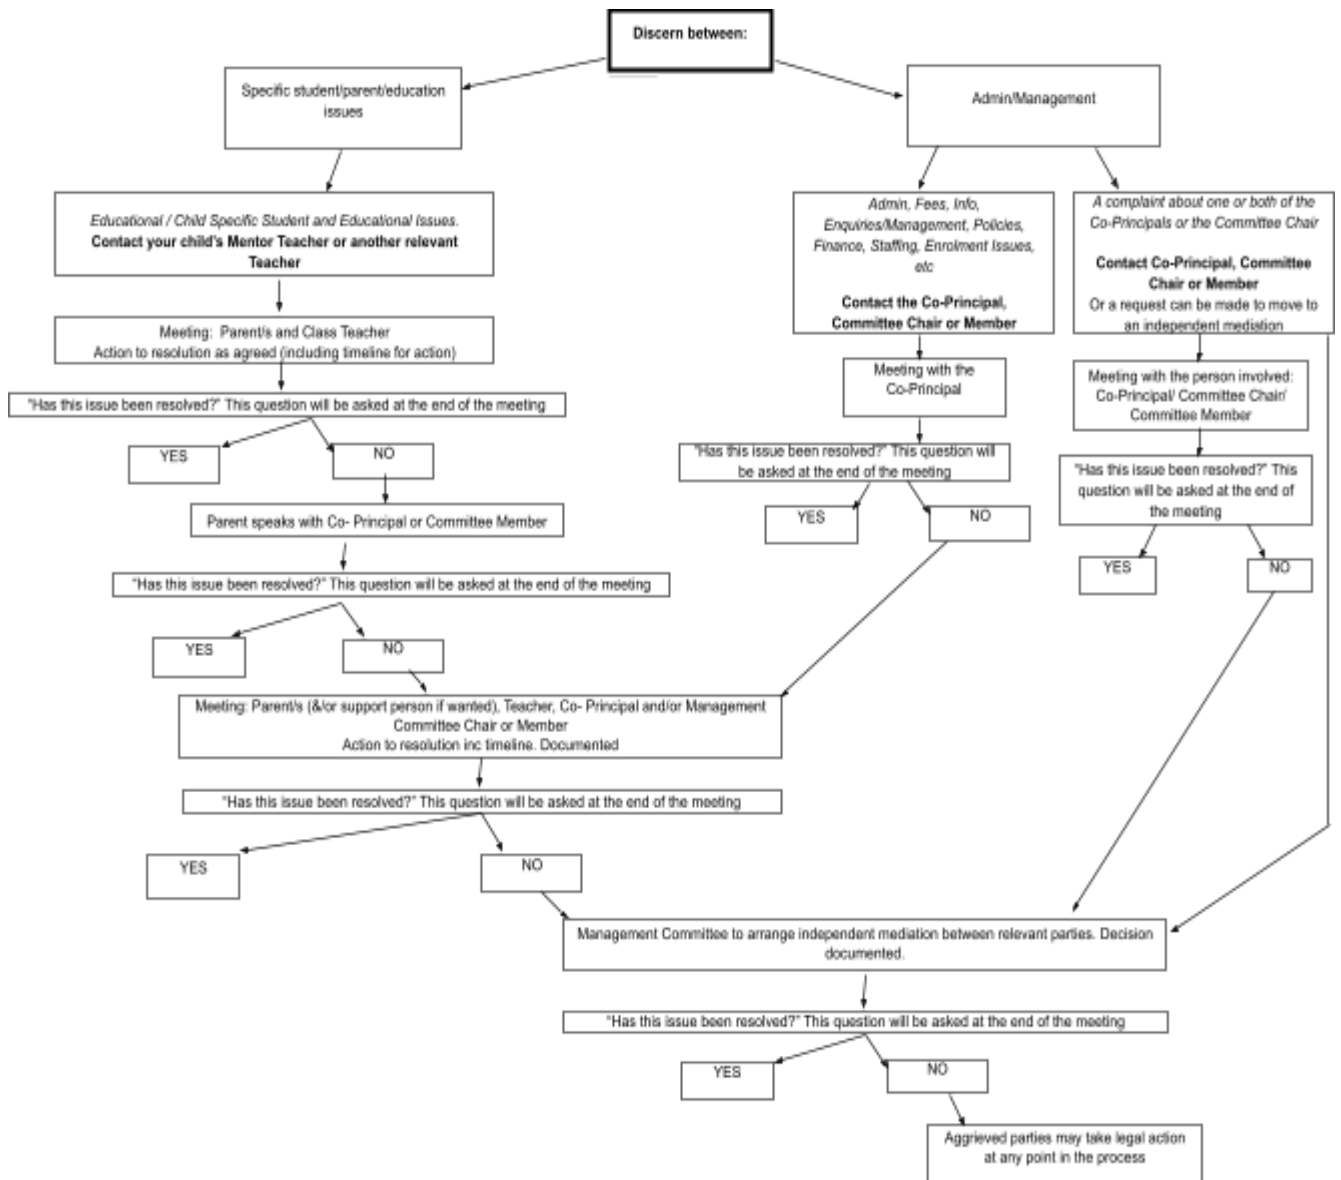 Discern between:
Specific student/parent/education
issues
Admin/Management
Educational / Child Specific Student and Educational Issues.
Contact your child's Mentor Teacher or another relevant
Teacher
Meeting: Parent/s and Class Teacher
Action to resolution as agreed (including timeline for action)
"Has this issue been resolved?" This question will be asked at the end of the meeting
YES
NO
Parent speaks with Co- Principal or Committee Member
"Has this issue been resolved?" This question will be asked at the end of the meeting
YES
NO
Admin, Fees, Info,
Enquiries/Management, Policies,
Finance, Staffing, Enrolment Issues,
etc
Contact the Co-Principal,
Committee Chair or Member
Meeting with the
Co-Principal
"Has this issue been resolved?" This question will
be asked at the end of the meeting
YES
NO
A complaint about one or both of the
Co-Principals or the Committee Chair
Contact Co-Principal, Committee
Chair or Member
Or a request can be made to move to
an independent mediation
Meeting with the person involved:
Co-Principal/ Committee Chair/
Committee Member
"Has this issue been resolved?" This
question will be asked at the end of
the meeting
YES
NO
Meeting: Parent/s (&/or support person if wanted), Teacher, Co- Principal and/or Management
Committee Chair or Member
Action to resolution inc timeline. Documented
"Has this issue been resolved?" This question will be asked at the end of the meeting
YES
NO
Management Committee to arrange independent mediation between relevant parties. Decision
documented.
"Has this issue been resolved?" This question will be asked at the end of the meeting
YES
NO
Aggrieved parties may take legal action
at any point in the process